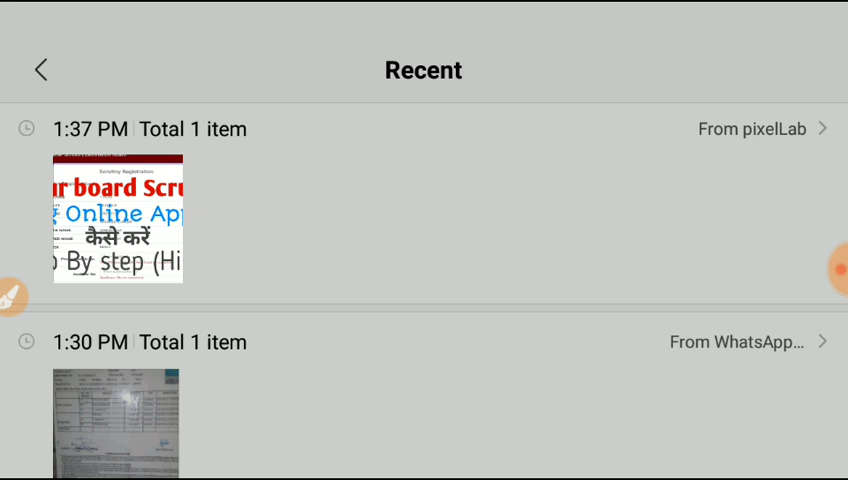 Recent
1:37 PM Total 1 item
From pixelLab
Scrutiny Registration
ur board Scru
g Online App
कैसे करें
By step (Hi
1:30 PM Total 1 item
From WhatsApp...